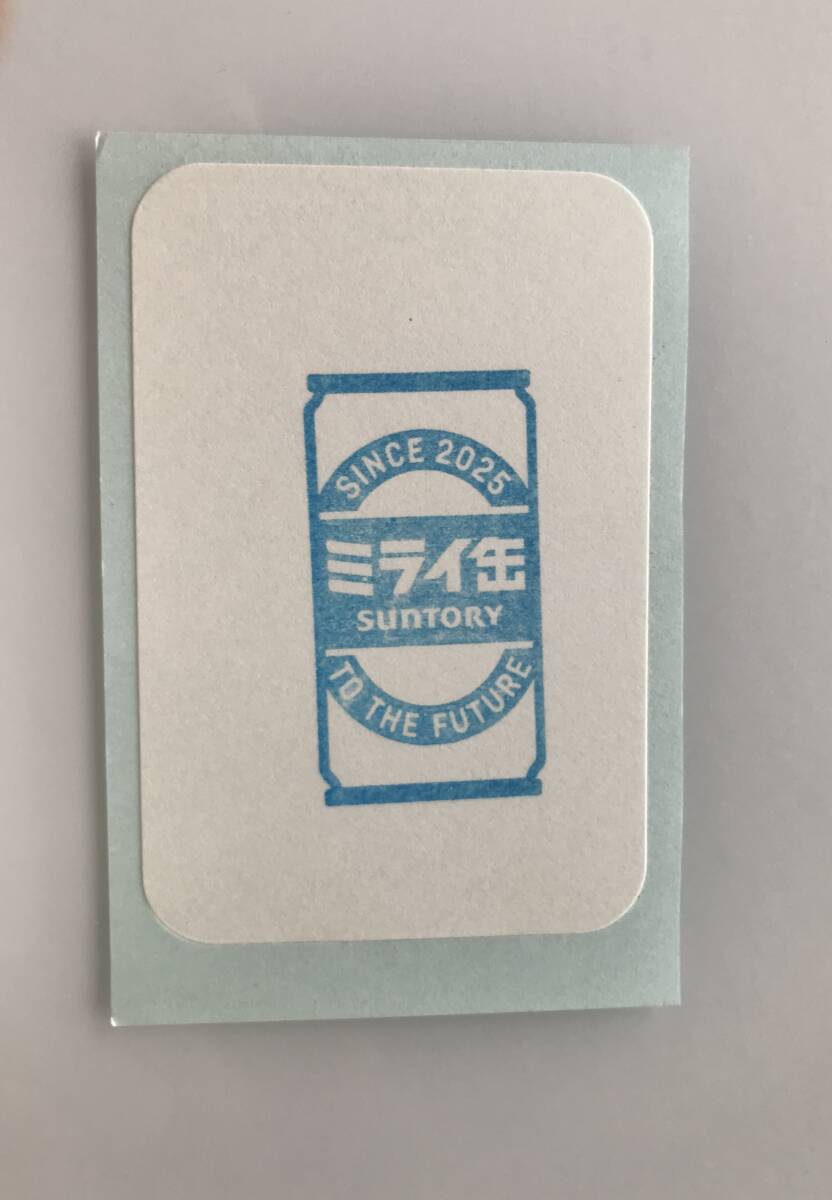 SINCE 2025
ミライ缶
SUNTORY
TO THE FUTURE